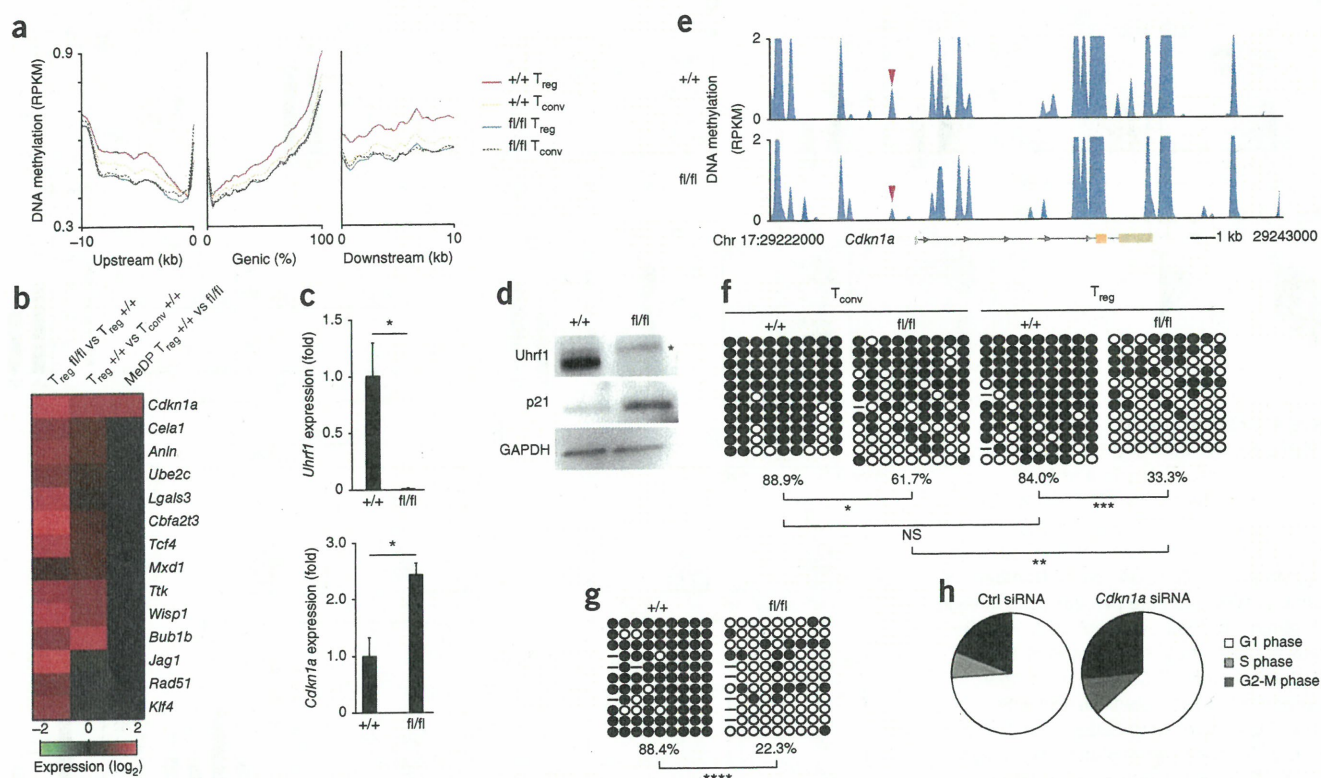 a
DNA methylation (RPKM)
0.9
0.3
−10
0
0
100
0
10
Upstream (kb)
Genic (%)
Downstream (kb)
+/+ Treg
+/+ Tconv
fl/fl Treg
fl/fl Tconv
b
Treg fl/fl vs Treg +/+
Treg +/+ vs Tconv +/+
MeDP Treg +/+ vs fl/fl
Cdkn1a
Cela1
Anln
Ube2c
Lgals3
Cbfa2t3
Tcf4
Mxd1
Ttk
Wisp1
Bub1b
Jag1
Rad51
Klf4
−2
0
2
Expression (log2)
c
Uhrf1 expression (fold)
1.5
1.0
0.5
0
*
+/+
fl/fl
Cdkn1a expression (fold)
3.0
2.0
1.0
0
*
+/+
fl/fl
d
+/+
fl/fl
Uhrf1
*
p21
GAPDH
e
+/+
fl/fl
DNA methylation
(RPKM)
2
0
2
0
Chr 17:29222000
Cdkn1a
1 kb
29243000
f
Tconv
Treg
+/+
fl/fl
+/+
fl/fl
88.9%
61.7%
84.0%
33.3%
*
***
NS
**
g
+/+
fl/fl
88.4%
22.3%
****
h
Ctrl siRNA
Cdkn1a siRNA
G1 phase
S phase
G2-M phase